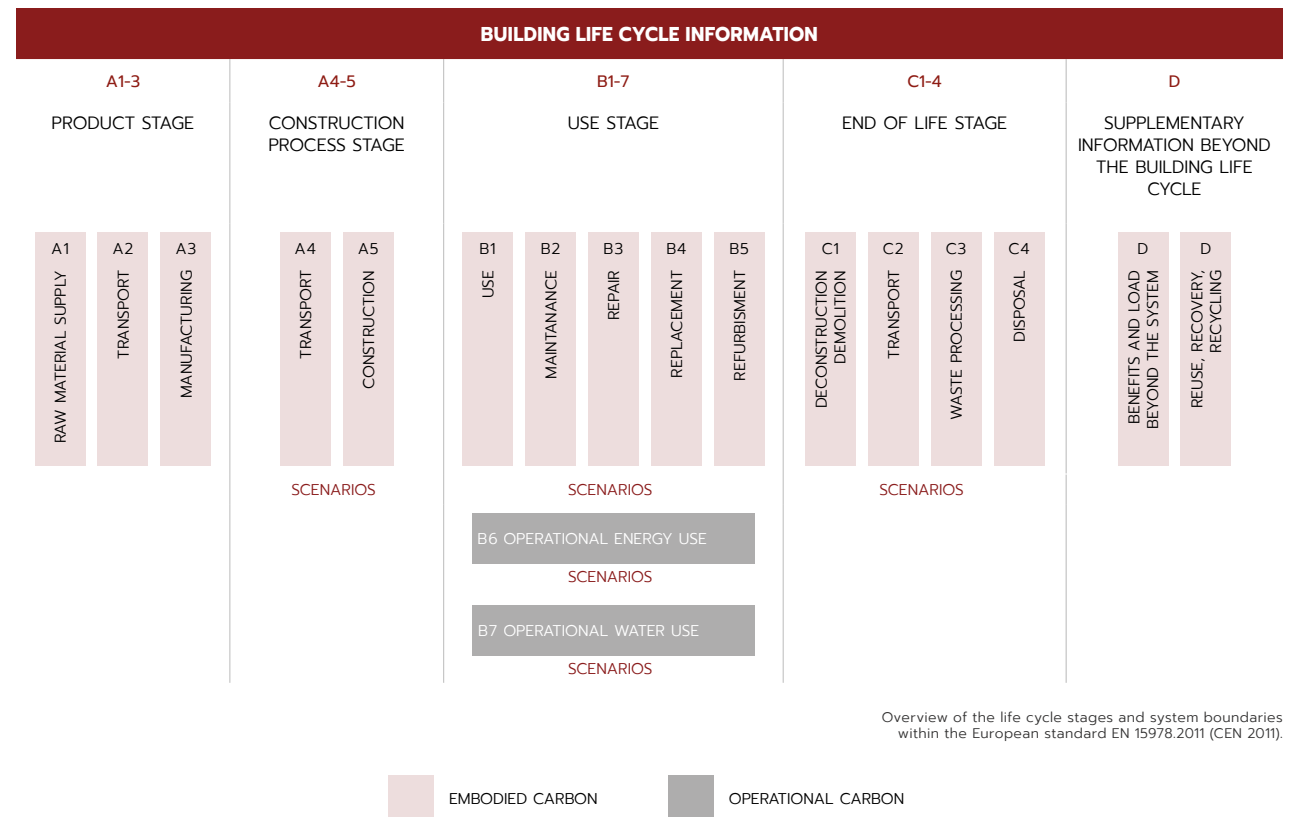 BUILDING LIFE CYCLE INFORMATION
A1-3
PRODUCT STAGE
A1
RAW MATERIAL SUPPLY
A2
TRANSPORT
A3
MANUFACTURING
A4-5
CONSTRUCTION
PROCESS STAGE
A4
TRANSPORT
A5
CONSTRUCTION
SCENARIOS
B1-7
USE STAGE
B1
USE
B2
MAINTANANCE
B3
REPAIR
B4
REPLACEMENT
B5
REFURBISMENT
SCENARIOS
B6 OPERATIONAL ENERGY USE
SCENARIOS
B7 OPERATIONAL WATER USE
SCENARIOS
C1-4
END OF LIFE STAGE
C1
DECONSTRUCTION
DEMOLITION
C2
TRANSPORT
C3
WASTE PROCESSING
C4
DISPOSAL
SCENARIOS
D
SUPPLEMENTARY
INFORMATION BEYOND
THE BUILDING LIFE
CYCLE
D
BENEFITS AND LOAD
BEYOND THE SYSTEM
D
REUSE, RECOVERY,
RECYCLING
Overview of the life cycle stages and system boundaries
within the European standard EN 15978.2011 (CEN 2011).
EMBODIED CARBON
OPERATIONAL CARBON